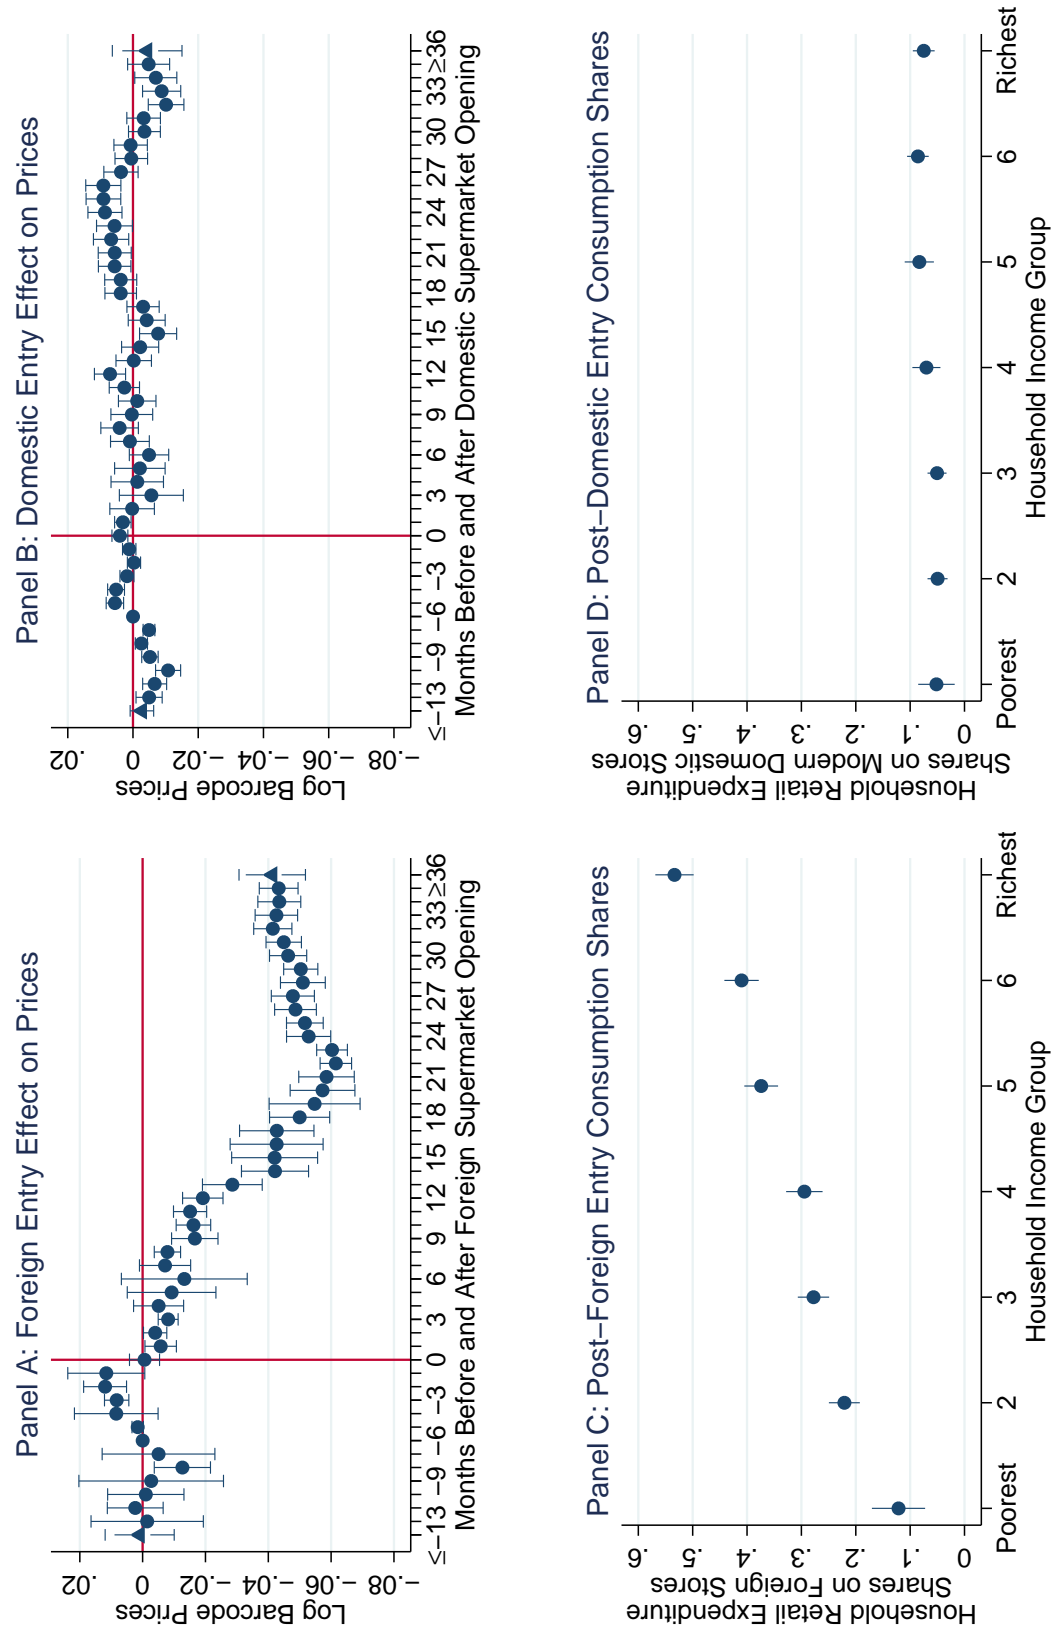 Panel A: Foreign Entry Effect on Prices
Log Barcode Prices
.02
0
−.02
−.04
−.06
−.08
≤−13 −9 −6 −3 0 3 6 9 12 15 18 21 24 27 30 33 ≥36
Months Before and After Foreign Supermarket Opening
Panel B: Domestic Entry Effect on Prices
Log Barcode Prices
.02
0
−.02
−.04
−.06
−.08
≤−13 −9 −6 −3 0 3 6 9 12 15 18 21 24 27 30 33 ≥36
Months Before and After Domestic Supermarket Opening
Panel C: Post−Foreign Entry Consumption Shares
Household Retail Expenditure
Shares on Foreign Stores
.6
.5
.4
.3
.2
.1
0
Poorest 2 3 4 5 6 Richest
Household Income Group
Panel D: Post−Domestic Entry Consumption Shares
Household Retail Expenditure
Shares on Modern Domestic Stores
.6
.5
.4
.3
.2
.1
0
Poorest 2 3 4 5 6 Richest
Household Income Group